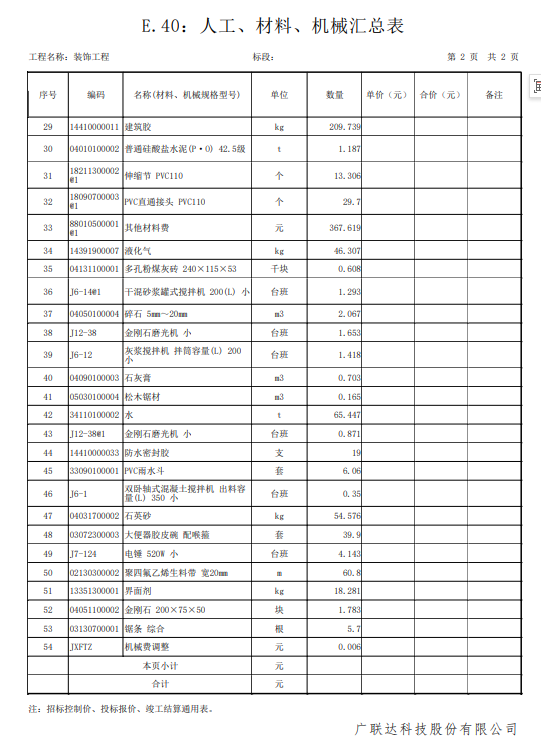 E.40：人工、材料、机械汇总表
工程名称：装饰工程 标段： 第 2 页 共 2 页
序号 编码 名称(材料、机械规格型号) 单位 数量 单价（元） 合价（元） 备注
29 14410000011 建筑胶 kg 209.739
30 04010100002 普通硅酸盐水泥(P·O) 42.5级 t 1.187
31 18211300002@1 伸缩节 PVC110 个 13.306
32 18090700003@1 PVC直通接头 PVC110 个 29.7
33 88010500001@1 其他材料费 元 367.619
34 14391900007 液化气 kg 46.307
35 04131100001 多孔粉煤灰砖 240×115×53 千块 0.608
36 J6-14@1 干混砂浆罐式搅拌机 200(L) 小 台班 1.293
37 04050100004 碎石 5mm～20mm m3 2.067
38 J12-38 金刚石磨光机 小 台班 1.653
39 J6-12 灰浆搅拌机 拌筒容量(L) 200 小 台班 1.418
40 04090100003 石灰膏 m3 0.703
41 05030100004 松木锯材 m3 0.165
42 34110100002 水 t 65.447
43 J12-38@1 金刚石磨光机 小 台班 0.871
44 14410000033 防水密封胶 支 19
45 33090100001 PVC雨水斗 套 6.06
46 J6-1 双卧轴式混凝土搅拌机 出料容量(L) 350 小 台班 0.35
47 04031700002 石英砂 kg 54.576
48 03072300003 大便器胶皮碗 配喉箍 套 39.9
49 J7-124 电锤 520W 小 台班 4.143
50 02130300002 聚四氟乙烯生料带 宽20mm m 60.8
51 13351300001 界面剂 kg 18.281
52 04051100002 金刚石 200×75×50 块 1.783
53 03130700001 锯条 综合 根 5.7
54 JXFTZ 机械费调整 元 0.006
本页小计 元
合计 元
注：招标控制价、投标报价、竣工结算通用表。
广联达科技股份有限公司